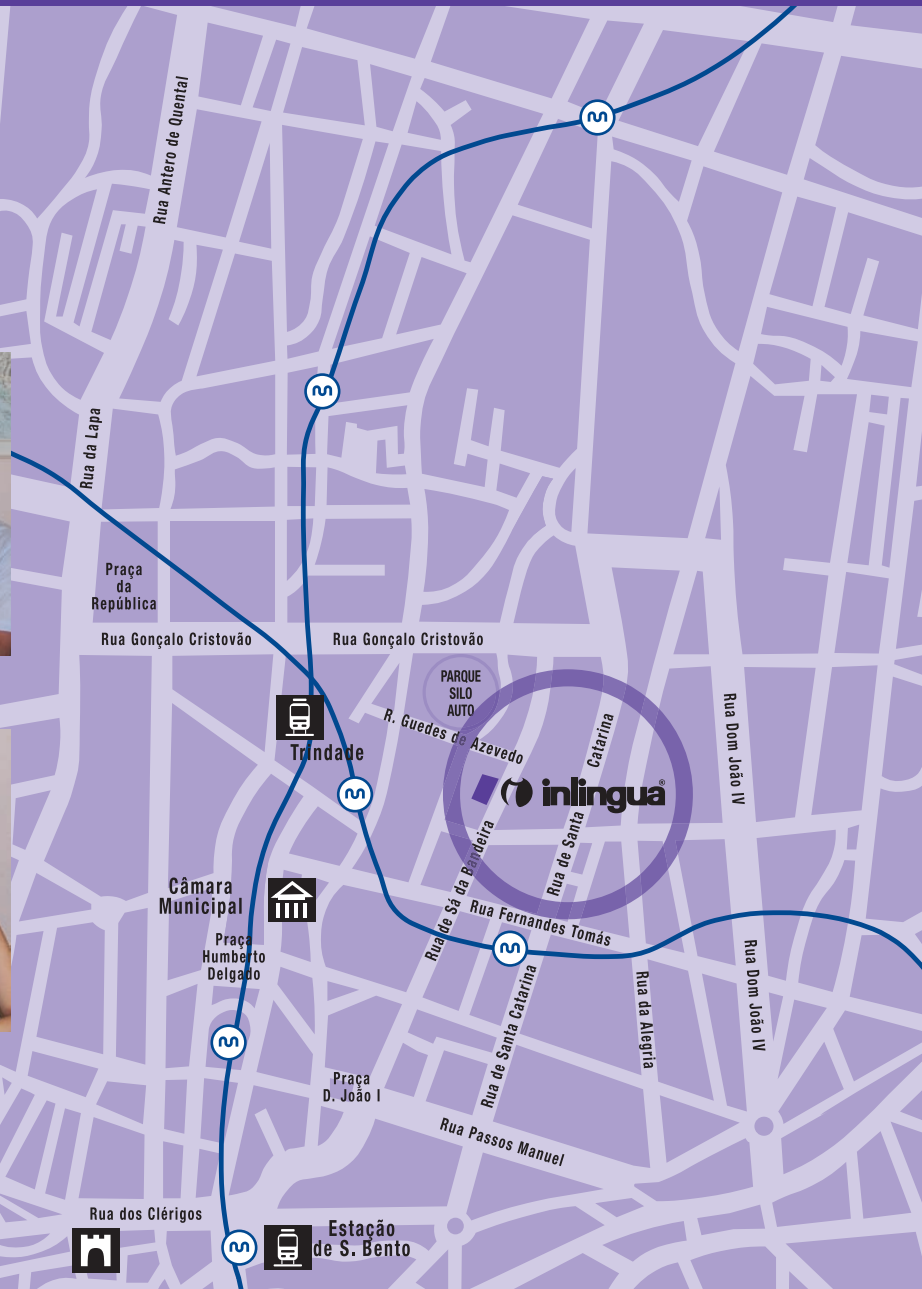 Rua Antero de Quental
Rua da Lapa
Praça
da
República
Rua Gonçalo Cristovão
Rua Gonçalo Cristovão
PARQUE
SILO
AUTO
R. Guedes de Azevedo
Trindade
inlingua®
Rua de Santa Catarina
Rua Dom João IV
Rua de Sá da Bandeira
Câmara
Municipal
Rua Fernandes Tomás
Praça
Humberto
Delgado
Rua de Santa Catarina
Rua da Alegria
Rua Dom João IV
Praça
D. João I
Rua Passos Manuel
Rua dos Clérigos
Estação
de S. Bento